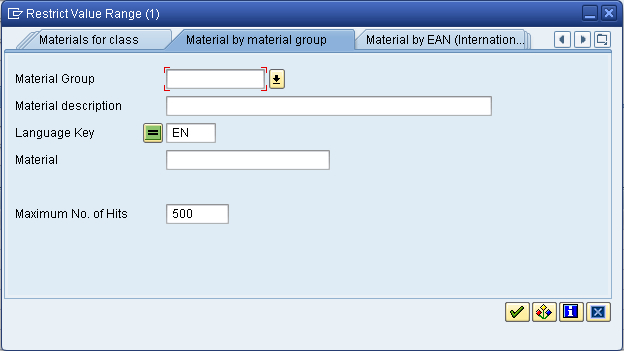 Restrict Value Range (1)
Materials for class
Material by material group
Material by EAN (Internation...
Material Group
Material description
Language Key
EN
Material
Maximum No. of Hits
500